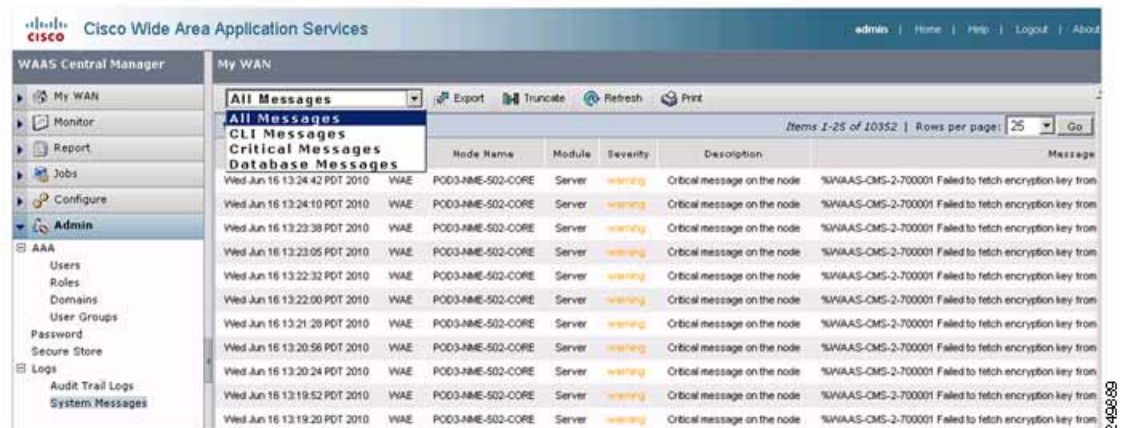 CISCO Cisco Wide Area Application Services admin | Home | Help | Logout | About
WAAS Central Manager
My WAN
My WAN
Monitor
Report
Jobs
Configure
Admin
AAA
Users
Roles
Domains
User Groups
Password
Secure Store
Logs
Audit Trail Logs
System Messages
All Messages Export Truncate Refresh Print
All Messages
CLI Messages
Critical Messages
Database Messages
Items 1-25 of 10352 | Rows per page: 25 Go
Node Name Module Severity Description Message
Wed Jun 16 13:24:42 PDT 2010 WAE POD3-NME-502-CORE Server warning Critical message on the node %WAAS-CMS-2-700001 Failed to fetch encryption key from
Wed Jun 16 13:24:10 PDT 2010 WAE POD3-NME-502-CORE Server warning Critical message on the node %WAAS-CMS-2-700001 Failed to fetch encryption key from
Wed Jun 16 13:23:38 PDT 2010 WAE POD3-NME-502-CORE Server warning Critical message on the node %WAAS-CMS-2-700001 Failed to fetch encryption key from
Wed Jun 16 13:23:05 PDT 2010 WAE POD3-NME-502-CORE Server warning Critical message on the node %WAAS-CMS-2-700001 Failed to fetch encryption key from
Wed Jun 16 13:22:32 PDT 2010 WAE POD3-NME-502-CORE Server warning Critical message on the node %WAAS-CMS-2-700001 Failed to fetch encryption key from
Wed Jun 16 13:22:00 PDT 2010 WAE POD3-NME-502-CORE Server warning Critical message on the node %WAAS-CMS-2-700001 Failed to fetch encryption key from
Wed Jun 16 13:21:28 PDT 2010 WAE POD3-NME-502-CORE Server warning Critical message on the node %WAAS-CMS-2-700001 Failed to fetch encryption key from
Wed Jun 16 13:20:56 PDT 2010 WAE POD3-NME-502-CORE Server warning Critical message on the node %WAAS-CMS-2-700001 Failed to fetch encryption key from
Wed Jun 16 13:20:24 PDT 2010 WAE POD3-NME-502-CORE Server warning Critical message on the node %WAAS-CMS-2-700001 Failed to fetch encryption key from
Wed Jun 16 13:19:52 PDT 2010 WAE POD3-NME-502-CORE Server warning Critical message on the node %WAAS-CMS-2-700001 Failed to fetch encryption key from
Wed Jun 16 13:19:20 PDT 2010 WAE POD3-NME-502-CORE Server warning Critical message on the node %WAAS-CMS-2-700001 Failed to fetch encryption key from
249889